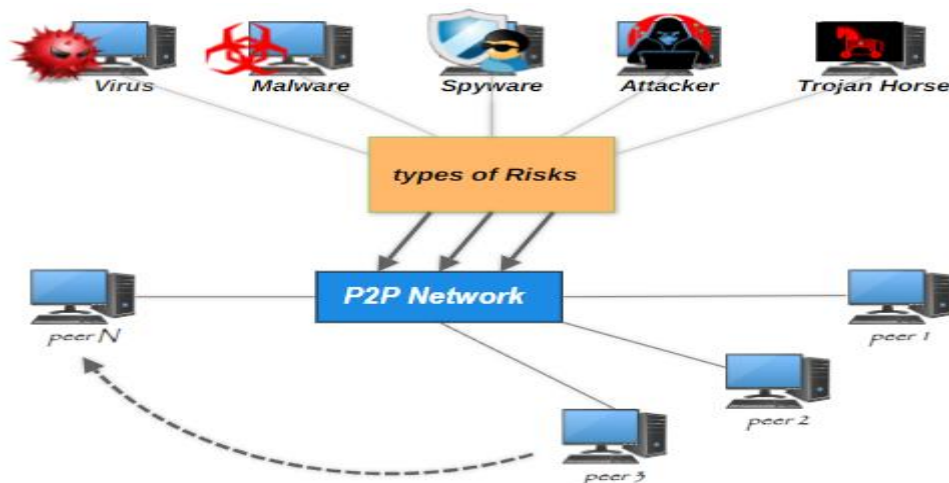 Virus
Malware
Spyware
Attacker
Trojan Horse
types of Risks
P2P Network
peer N
peer 1
peer 2
peer 3